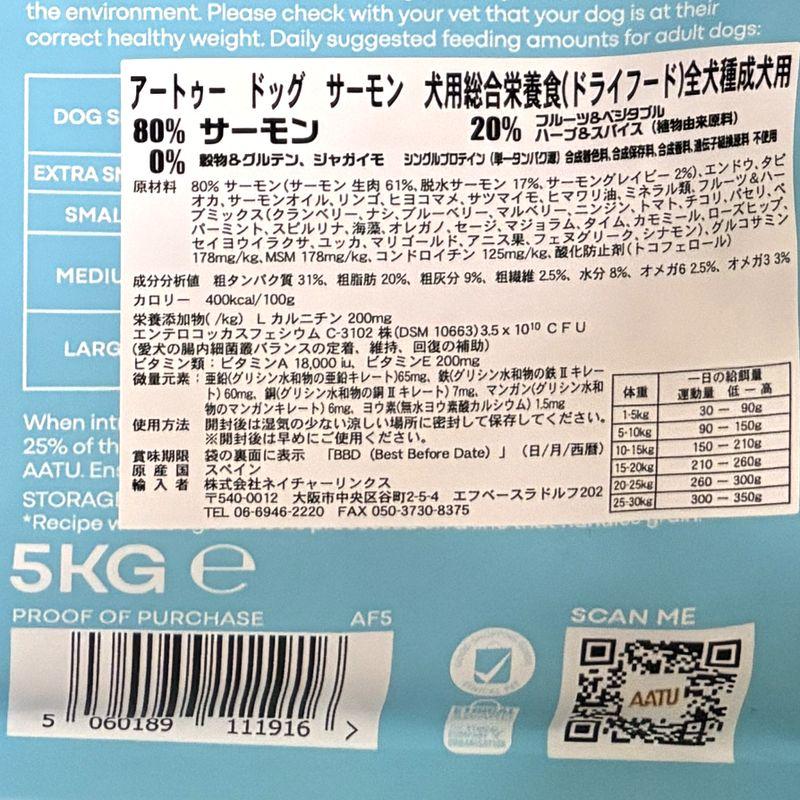 the environment. Please check with your vet that your dog is at their
correct healthy weight. Daily suggested feeding amounts for adult dogs:
DOG S
EXTRA SM
SMAL
MEDIU
LARG
アートゥー ドッグ サーモン 犬用総合栄養食(ドライフード)全犬種成犬用
80% サーモン 20% フルーツ&ベジタブル
ハーブ&スパイス (植物由来原料)
0% 穀物&グルテン、ジャガイモ シングルプロテイン (単一タンパク源) 合成着色料,合成保存料,合成香料,遺伝子組換原料 不使用
原材料 80% サーモン(サーモン 生肉 61%, 脱水サーモン 17%, サーモングレイビー 2%)、エンドウ、タピ
オカ、サーモンオイル、リンゴ、ヒヨコマメ、サツマイモ、ヒマワリ油、ミネラル類、フルーツ&ハー
ブミックス(クランベリー、ナシ、ブルーベリー、マルベリー、ニンジン、トマト、チコリ、パセリ、ペ
パーミント、スピルリナ、海藻、オレガノ、セージ、マジョラム、タイム、カモミール、ローズヒップ、
セイヨウイラクサ、ユッカ、マリーゴールド、アニス果、フェヌグリーク、シナモン)、グルコサミン
178mg/kg、MSM 178mg/kg、コンドロイチン 125mg/kg、酸化防止剤(トコフェロール)
成分分析値 粗タンパク質 31%、粗脂肪 20%、粗灰分 9%、粗繊維 2.5%、水分 8%、オメガ6 2.5%、オメガ3 3%
カロリー 400kcal/100g
栄養添加物( /kg) L カルニチン 200mg
エンテロコッカスフェシウム C-3102 株(DSM 10663) 3.5 x 10¹⁰ CFU
(愛犬の腸内細菌叢バランスの定着、維持、回復の補助)
ビタミン類：ビタミンA 18,000 iu、ビタミンE 200mg
微量元素：亜鉛(グリシン水和物の亜鉛キレート)65mg、鉄(グリシン水和物の鉄 II キレー
ト) 60mg、銅(グリシン水和物の銅 II キレート) 7mg、マンガン(グリシン水和
物のマンガンキレート) 6mg、ヨウ素(無水ヨウ素酸カルシウム) 1.5mg
使用方法 開封後は湿気の少ない涼しい場所に密封して保存してください。
※開封後は早めにご使用ください。
賞味期限 袋の裏面に表示 「BBD (Best Before Date)」 (日/月/西暦)
原産国 スペイン
輸入者 株式会社ネイチャーリンクス
〒540-0012 大阪市中央区谷町2-5-4 エフベースラドルフ202
TEL 06-6946-2220 FAX 050-3730-8375
体重 一日の給餌量
運動量 低 — 高
1-5kg 30 — 90g
5-10kg 90 — 150g
10-15kg 150 — 210g
15-20kg 210 — 260g
20-25kg 260 — 300g
25-30kg 300 — 350g
When int
25% of th
AATU. En
STORAG
*Recipe w
5KG e
PROOF OF PURCHASE AF5
5 060189 111916 >
SCAN ME
AATU